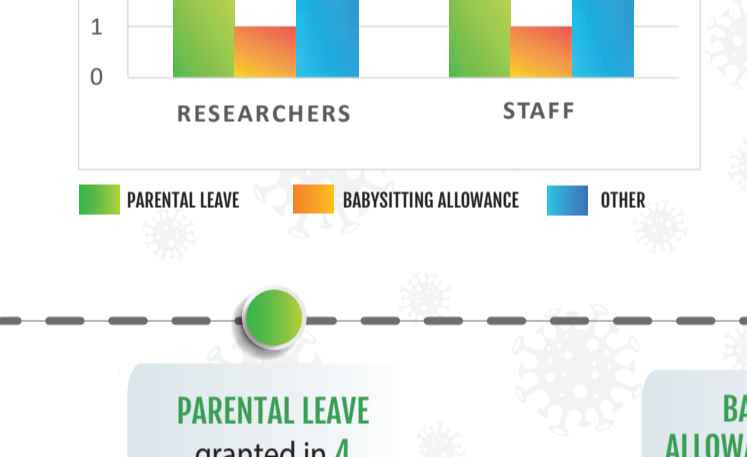 1
0
RESEARCHERS STAFF
PARENTAL LEAVE BABYSITTING ALLOWANCE OTHER
PARENTAL LEAVE
granted in 4